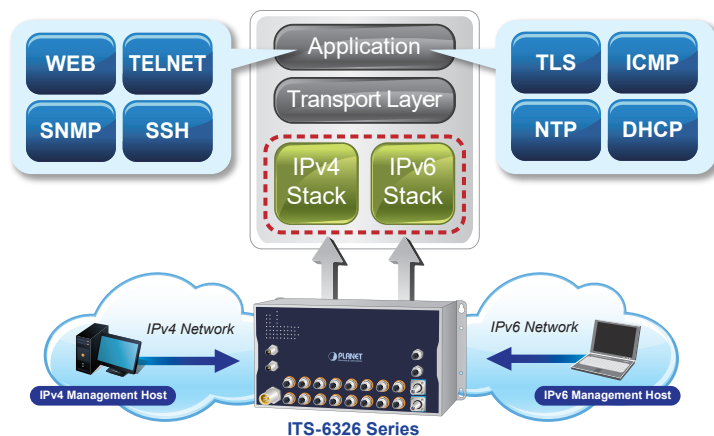 WEB
TELNET
SNMP
SSH
Application
Transport Layer
IPv4
Stack
IPv6
Stack
TLS
ICMP
NTP
DHCP
IPv4 Network
IPv4 Management Host
PLANET
IPv6 Network
IPv6 Management Host
ITS-6326 Series